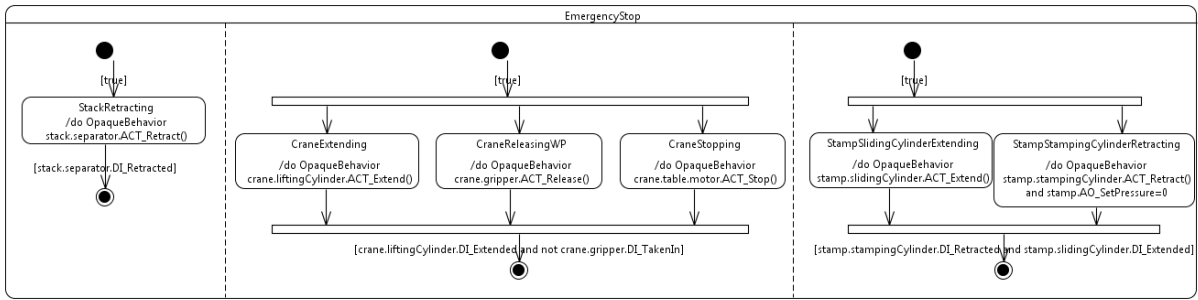 EmergencyStop
[true]
StackRetracting
/do OpaqueBehavior
stack.separator.ACT_Retract()
[stack.separator.DI_Retracted]
[true]
CraneExtending
/do OpaqueBehavior
crane.liftingCylinder.ACT_Extend()
CraneReleasingWP
/do OpaqueBehavior
crane.gripper.ACT_Release()
CraneStopping
/do OpaqueBehavior
crane.table.motor.ACT_Stop()
[crane.liftingCylinder.DI_Extended and not crane.gripper.DI_TakenIn]
[true]
StampSlidingCylinderExtending
/do OpaqueBehavior
stamp.slidingCylinder.ACT_Extend()
StampStampingCylinderRetracting
/do OpaqueBehavior
stamp.stampingCylinder.ACT_Retract()
and stamp.AO_SetPressure=0
[stamp.stampingCylinder.DI_Retracted and stamp.slidingCylinder.DI_Extended]